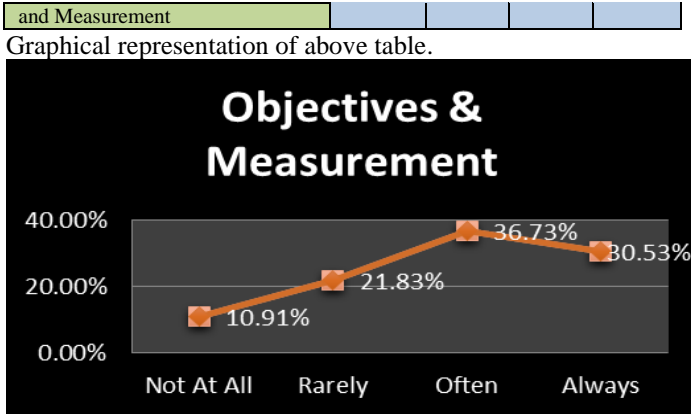 and Measurement
Graphical representation of above table.
Objectives &
Measurement
40.00%
20.00%
0.00%
10.91%
21.83%
36.73%
30.53%
Not At All Rarely Often Always